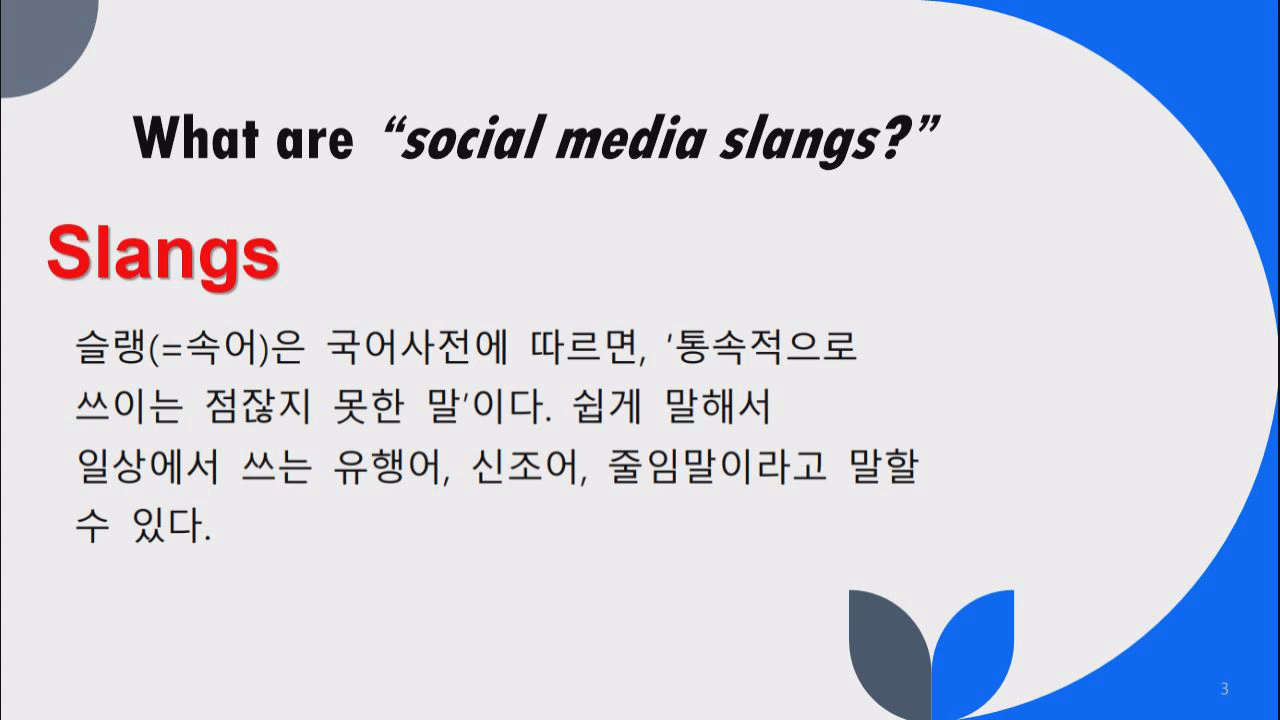 What are “social media slangs?”
Slangs
슬랭(=속어)은 국어사전에 따르면, '통속적으로
쓰이는 점잖지 못한 말'이다. 쉽게 말해서
일상에서 쓰는 유행어, 신조어, 줄임말이라고 말할
수 있다.
3